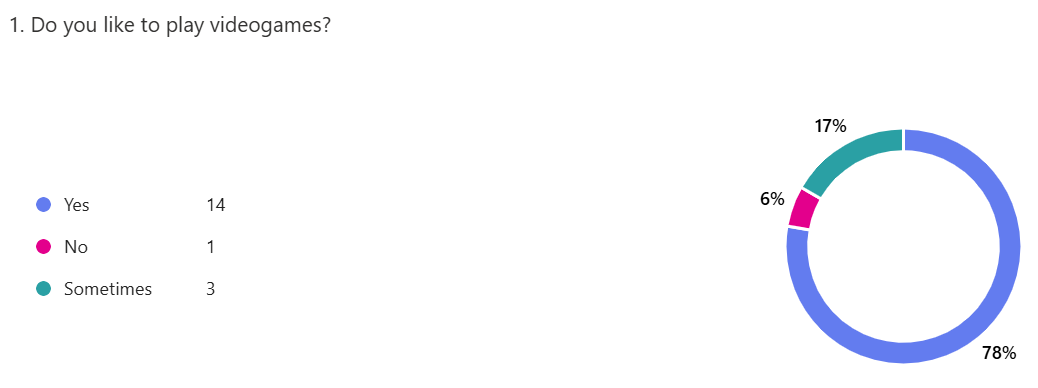 1. Do you like to play videogames?
17%
6%
Yes 14
No 1
Sometimes 3
78%